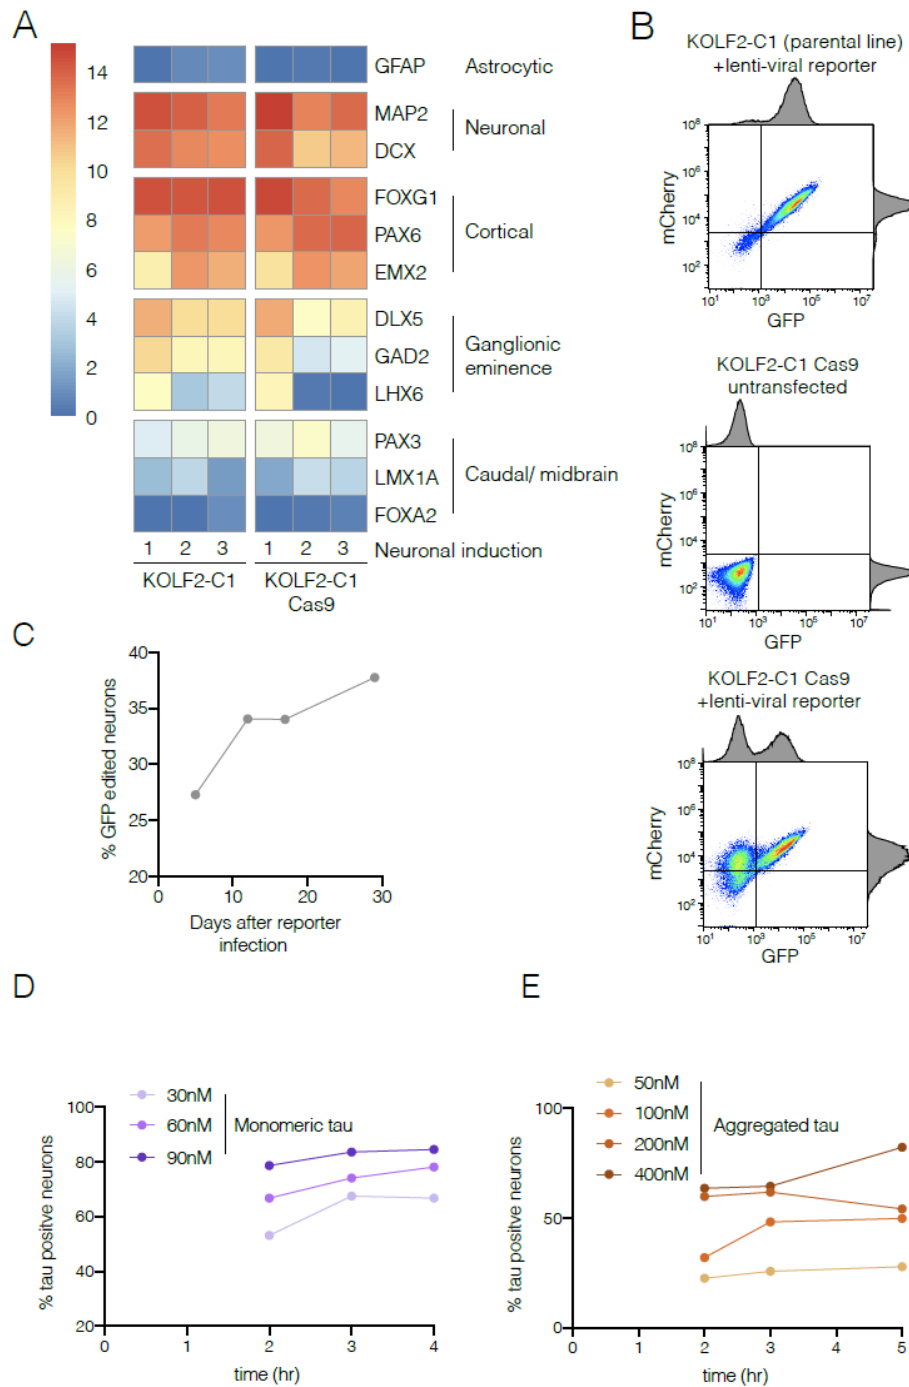 A
14
12
10
8
6
4
2
0
GFAP
Astrocytic
MAP2
DCX
Neuronal
FOXG1
PAX6
EMX2
Cortical
DLX5
GAD2
LHX6
Ganglionic
eminence
PAX3
LMX1A
FOXA2
Caudal/ midbrain
1 2 3 1 2 3
Neuronal induction
KOLF2-C1
KOLF2-C1
Cas9
B
KOLF2-C1 (parental line)
+lenti-viral reporter
mCherry
10⁸
10⁶
10⁴
10²
10¹ 10³ 10⁵ 10⁷
GFP
KOLF2-C1 Cas9
untransfected
mCherry
10⁸
10⁶
10⁴
10²
10¹ 10³ 10⁵ 10⁷
GFP
KOLF2-C1 Cas9
+lenti-viral reporter
mCherry
10⁸
10⁶
10⁴
10²
10¹ 10³ 10⁵ 10⁷
GFP
C
% GFP edited neurons
40
35
30
25
20
0 10 20 30
Days after reporter
infection
D
30nM
60nM
90nM
Monomeric tau
% tau positve neurons
100
80
60
40
20
0 1 2 3 4
time (hr)
E
50nM
100nM
200nM
400nM
Aggregated tau
% tau positve neurons
100
50
0
0 1 2 3 4 5
time (hr)